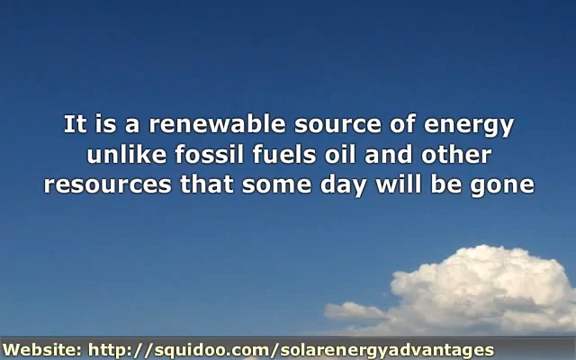 It is a renewable source of energy
unlike fossil fuels oil and other
resources that some day will be gone
Website: http://squidoo.com/solarenergyadvantages